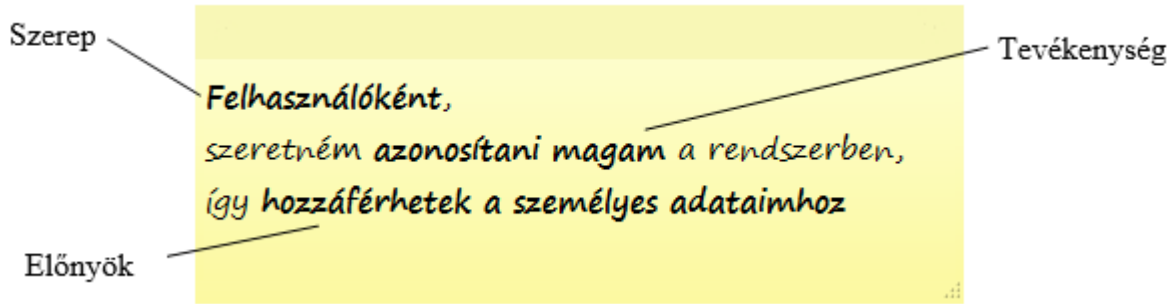 Szerep
Tevékenység
Felhasználóként,
szeretném azonosítani magam a rendszerben,
így hozzáférhetek a személyes adataimhoz
Előnyök